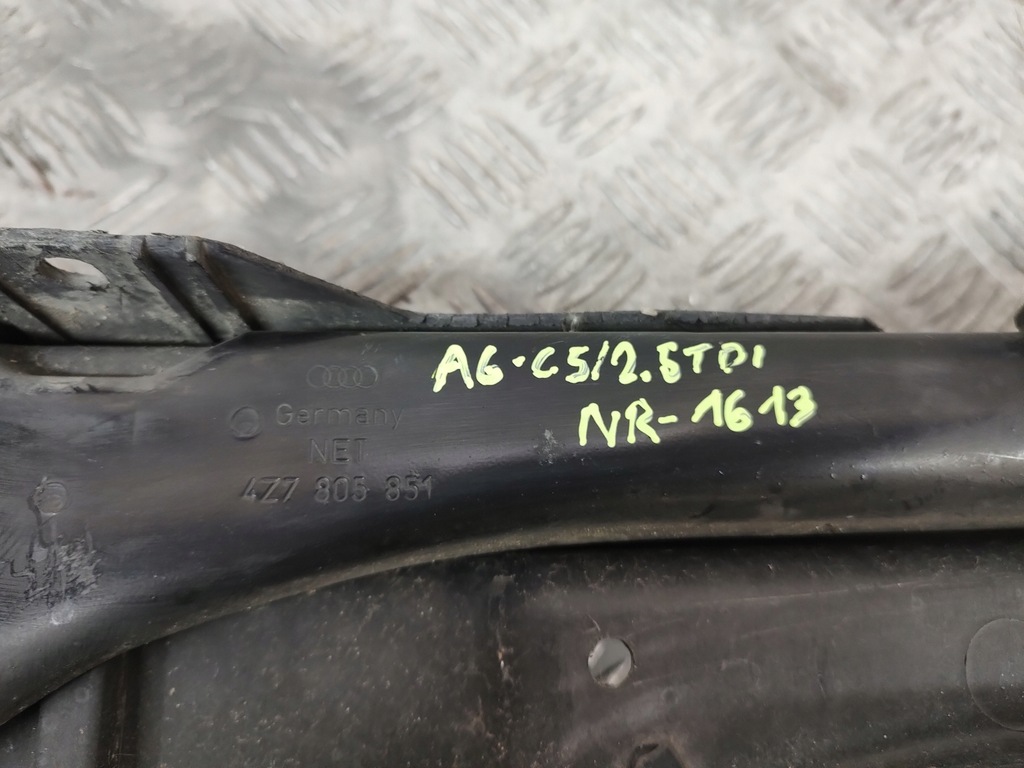 A6-C5/2.5TDI
NR-1613
Germany
NET
4Z7 805 851